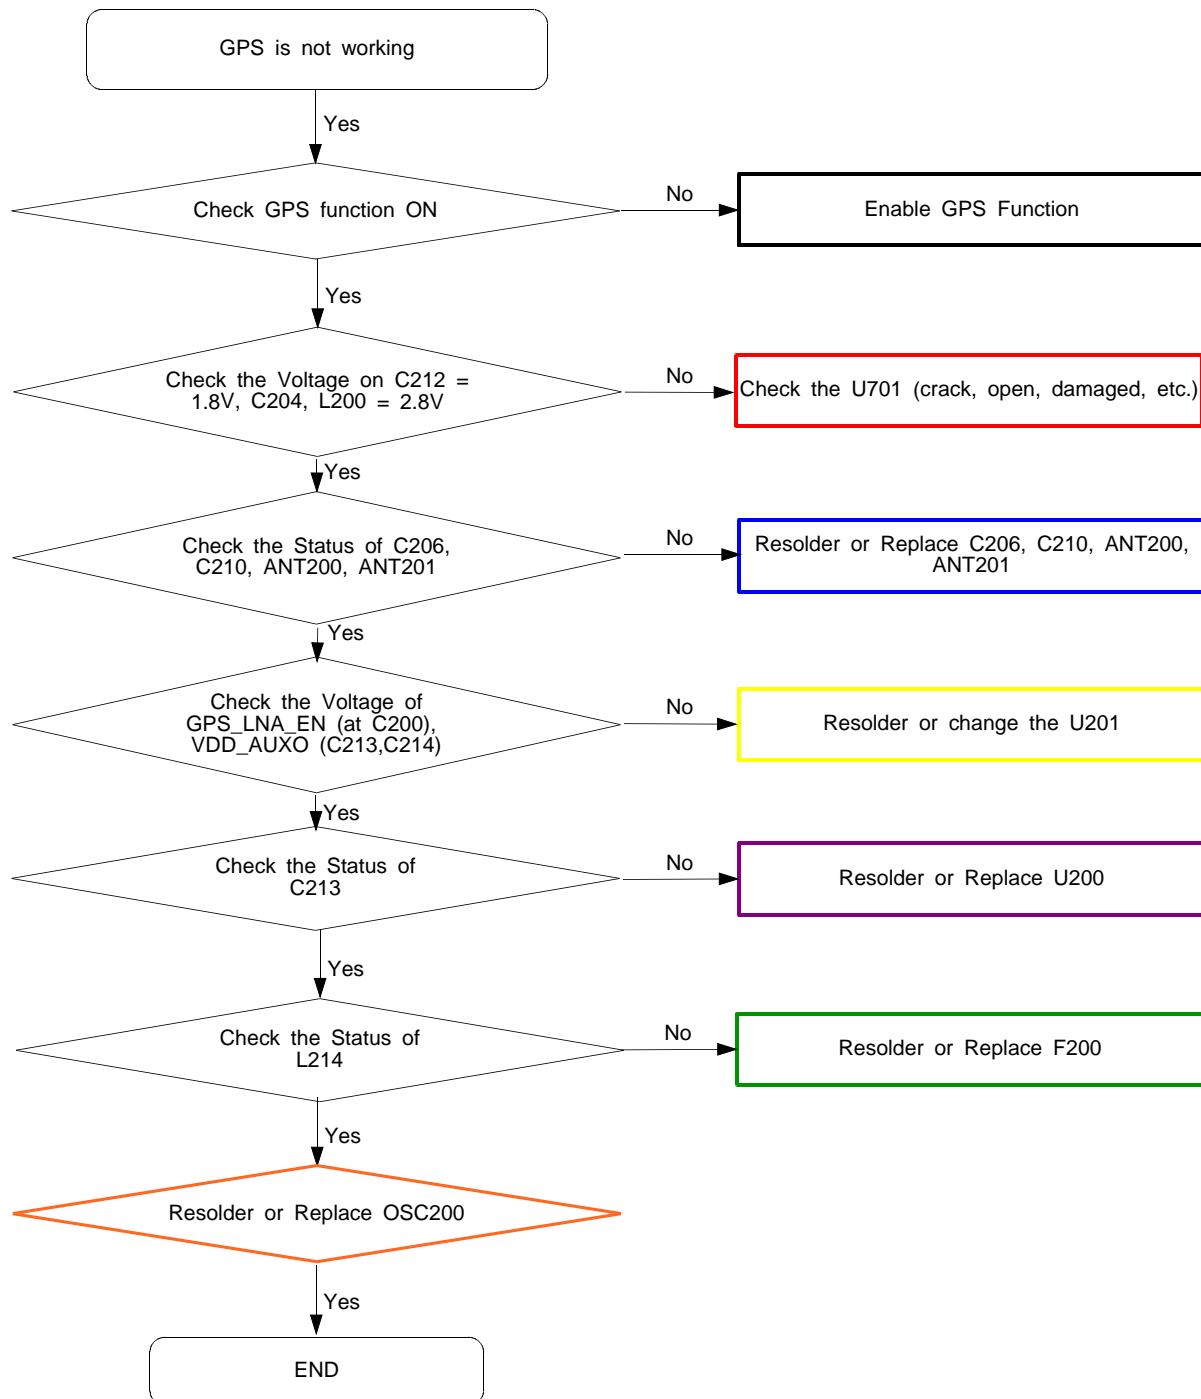 GPS is not working
Yes
Check GPS function ON
No
Enable GPS Function
Yes
Check the Voltage on C212 =
1.8V, C204, L200 = 2.8V
No
Check the U701 (crack, open, damaged, etc.)
Yes
Check the Status of C206,
C210, ANT200, ANT201
No
Resolder or Replace C206, C210, ANT200,
ANT201
Yes
Check the Voltage of
GPS_LNA_EN (at C200),
VDD_AUXO (C213,C214)
No
Resolder or change the U201
Yes
Check the Status of
C213
No
Resolder or Replace U200
Yes
Check the Status of
L214
No
Resolder or Replace F200
Yes
Resolder or Replace OSC200
Yes
END